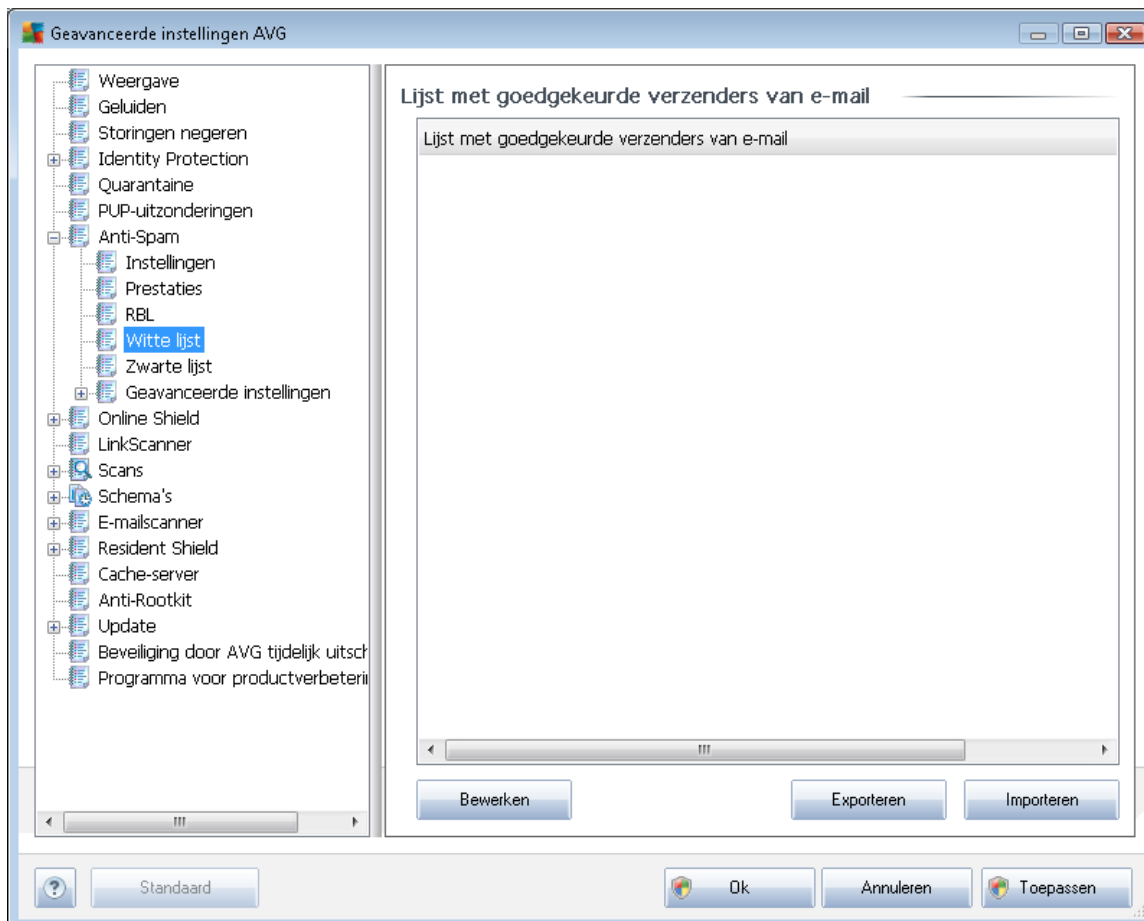 Geavanceerde instellingen AVG
Weergave
Geluiden
Storingen negeren
Identity Protection
Quarantaine
PUP-uitzonderingen
Anti-Spam
Instellingen
Prestaties
RBL
Witte lijst
Zwarte lijst
Geavanceerde instellingen
Online Shield
LinkScanner
Scans
Schema's
E-mailscanner
Resident Shield
Cache-server
Anti-Rootkit
Update
Beveiliging door AVG tijdelijk uitsch
Programma voor productverbeterin
Lijst met goedgekeurde verzenders van e-mail
Lijst met goedgekeurde verzenders van e-mail
Bewerken
Exporteren
Importeren
?
Standaard
Ok
Annuleren
Toepassen